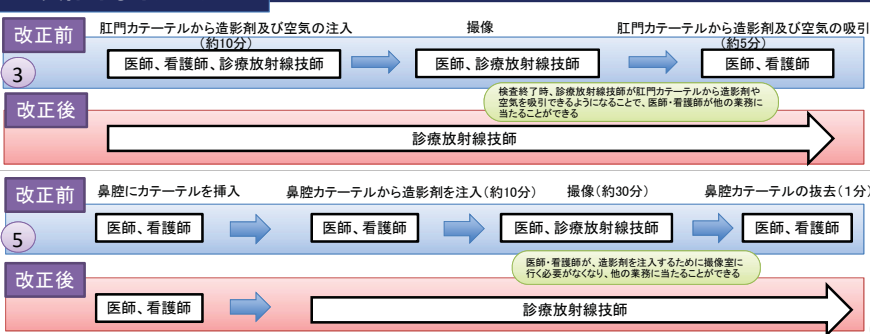 改正前
肛門カテーテルから造影剤及び空気の注入
(約10分)
撮像
肛門カテーテルから造影剤及び空気の吸引
(約5分)
3
医師、看護師、診療放射線技師
医師、診療放射線技師
医師、看護師
検査終了時、診療放射線技師が肛門カテーテルから造影剤や
空気を吸引できるようになることで、医師・看護師が他の業務に
当たることができる
改正後
診療放射線技師
改正前
鼻腔にカテーテルを挿入
鼻腔カテーテルから造影剤を注入(約10分)
撮像(約30分)
鼻腔カテーテルの抜去(1分)
5
医師、看護師
医師、看護師
医師、診療放射線技師
医師、看護師
医師・看護師が、造影剤を注入するために撮像室に
行く必要がなくなり、他の業務に当たることができる
改正後
医師、看護師
診療放射線技師